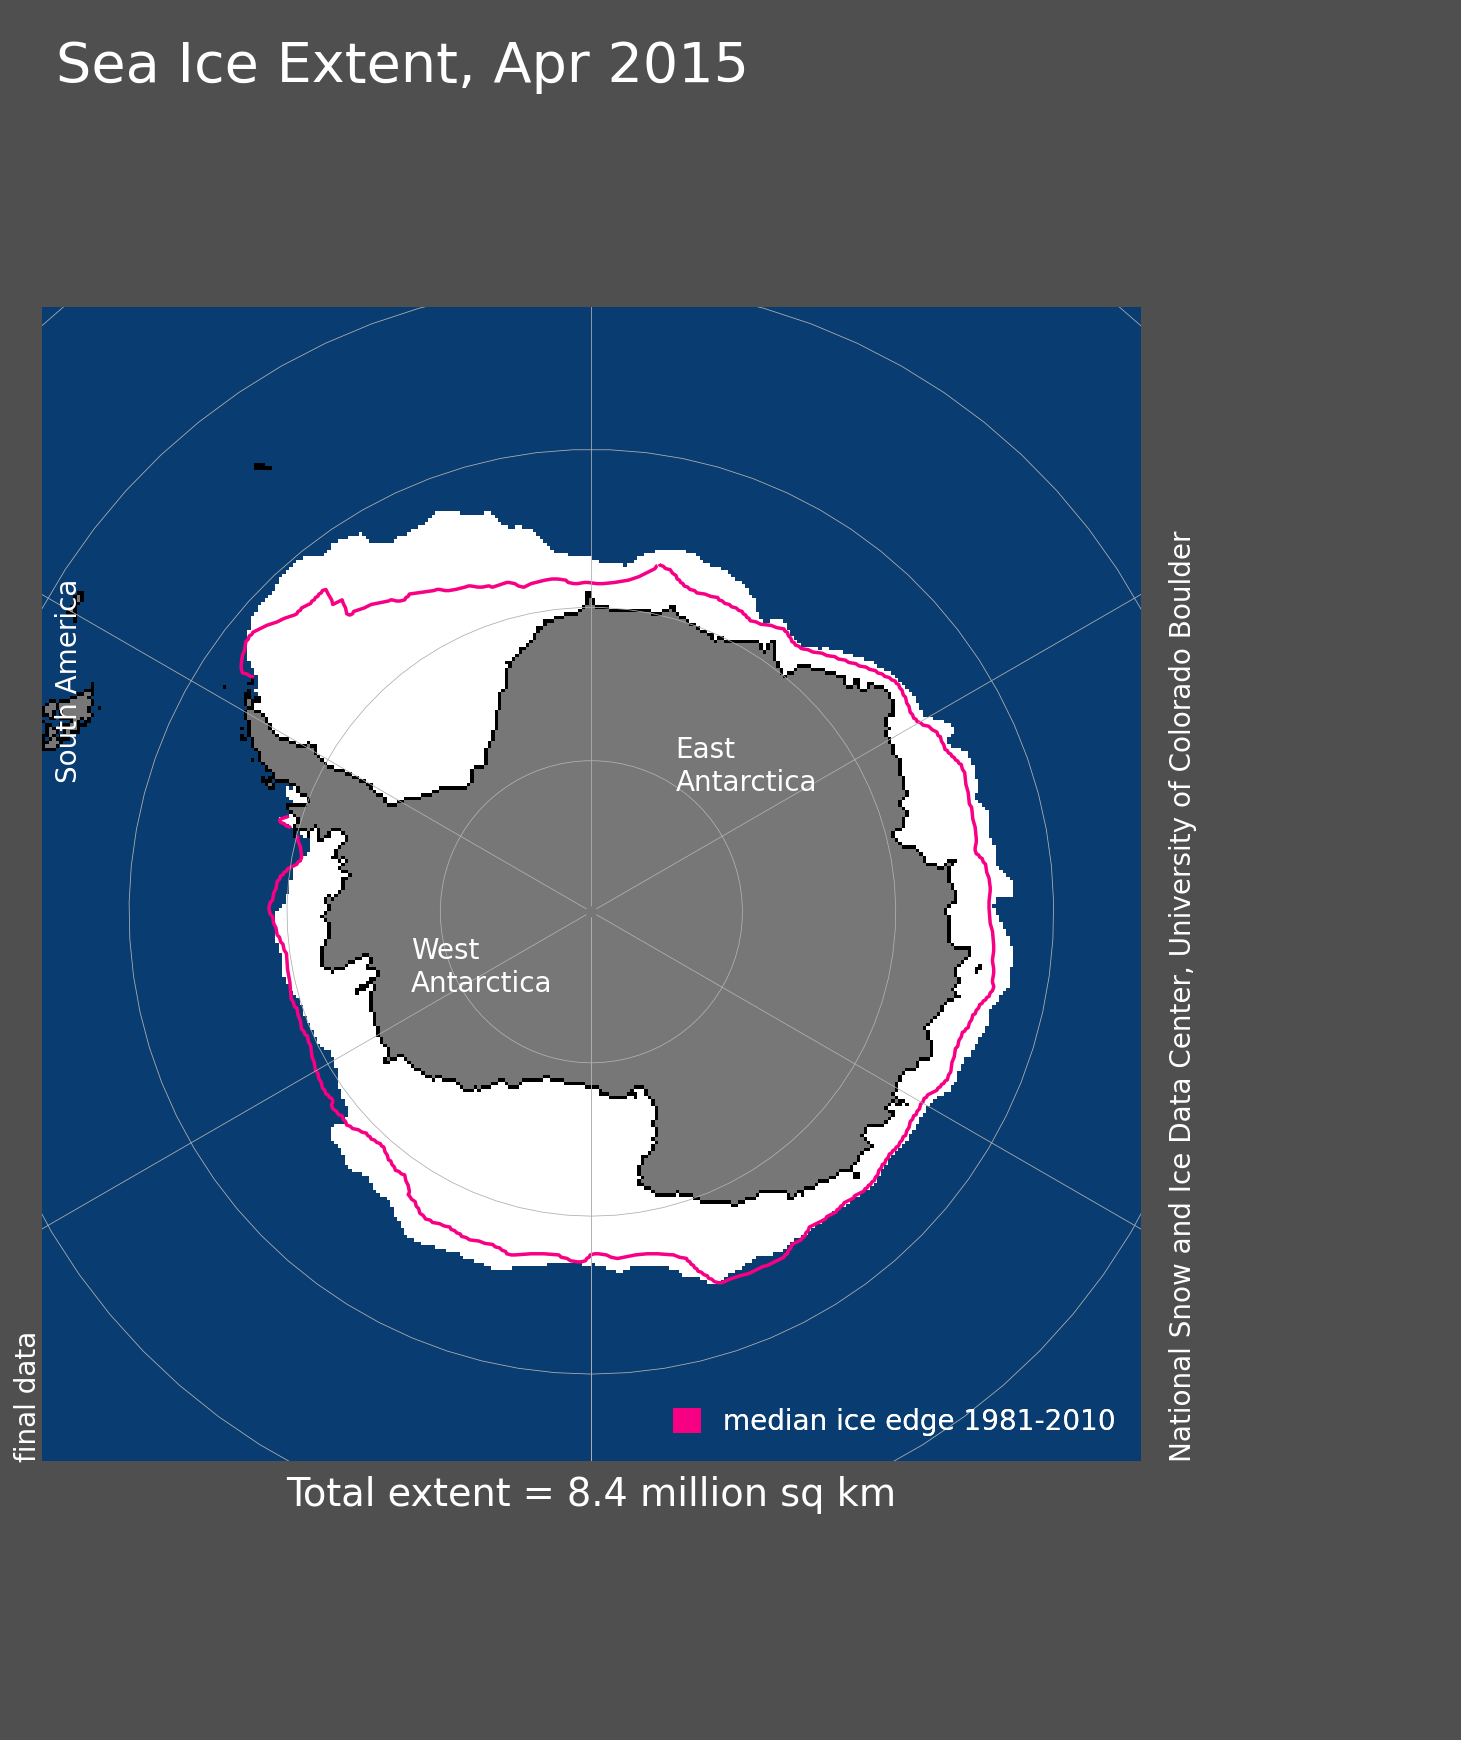 Sea Ice Extent, Apr 2015
South America
East
Antarctica
West
Antarctica
National Snow and Ice Data Center, University of Colorado Boulder
final data
median ice edge 1981-2010
Total extent = 8.4 million sq km